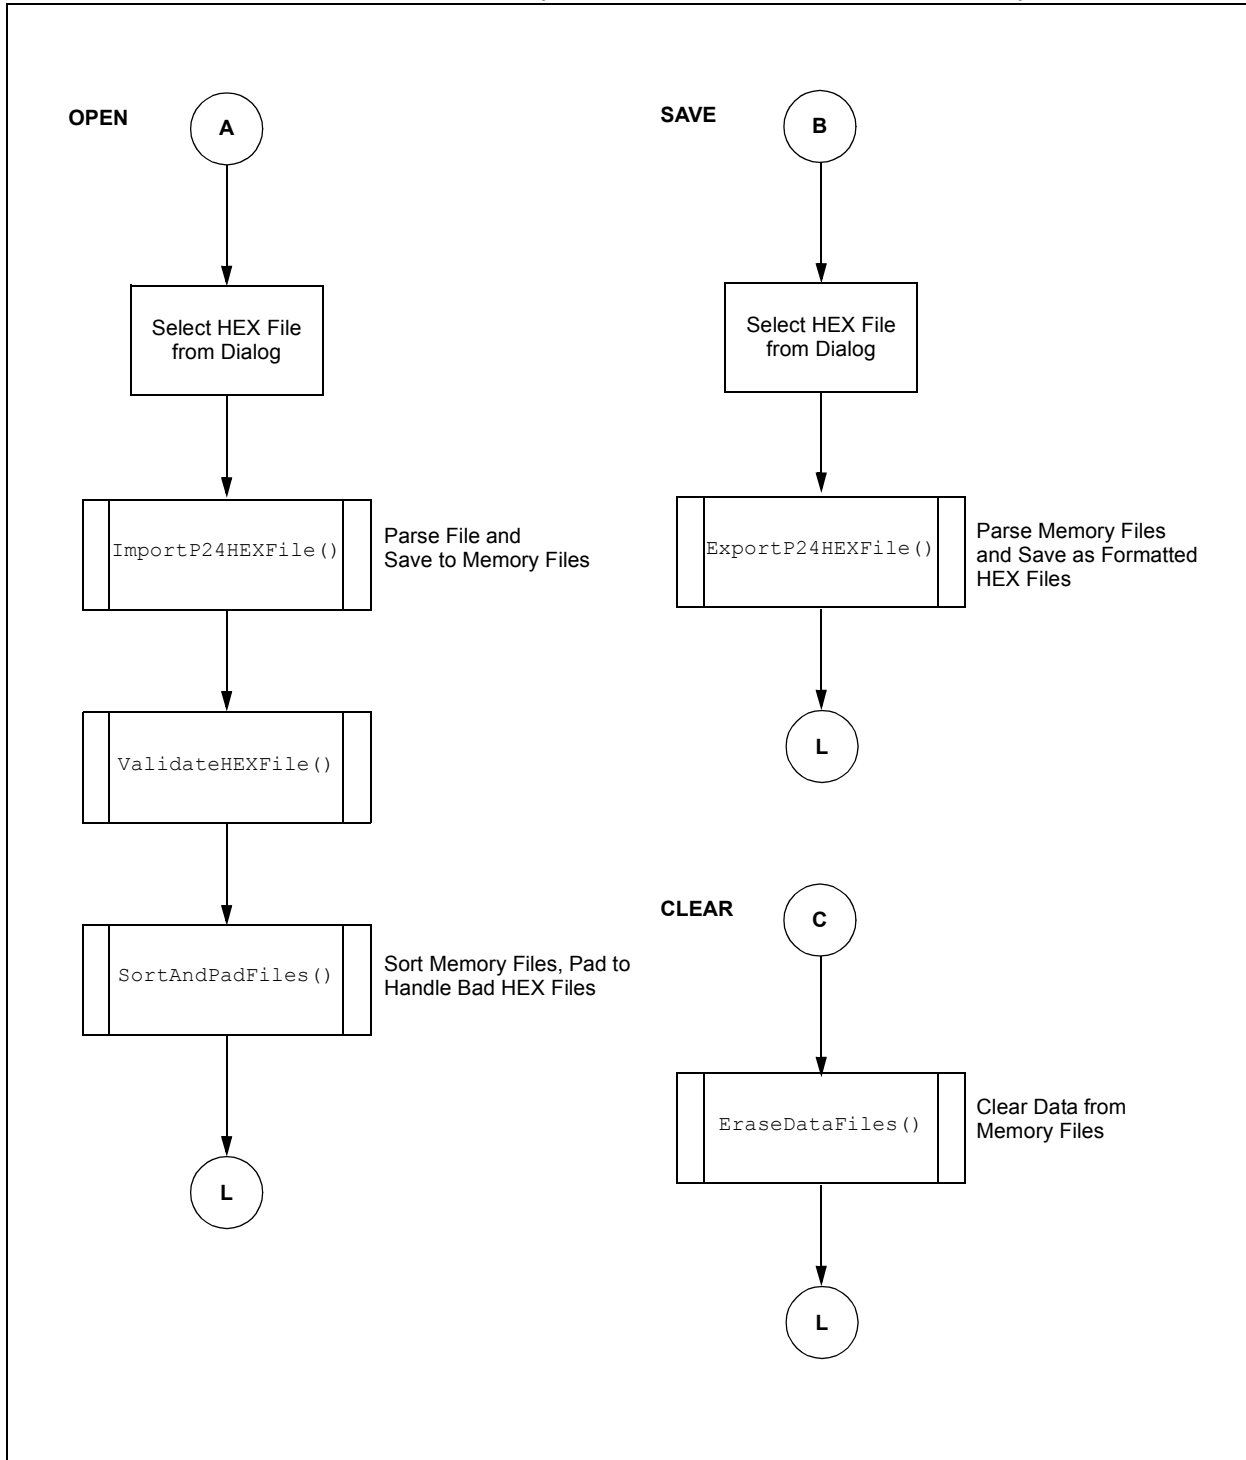 OPEN
A
Select HEX File
from Dialog
ImportP24HEXFile()
Parse File and
Save to Memory Files
ValidateHEXFile()
SortAndPadFiles()
Sort Memory Files, Pad to
Handle Bad HEX Files
L
SAVE
B
Select HEX File
from Dialog
ExportP24HEXFile()
Parse Memory Files
and Save as Formatted
HEX Files
L
CLEAR
C
EraseDataFiles()
Clear Data from
Memory Files
L